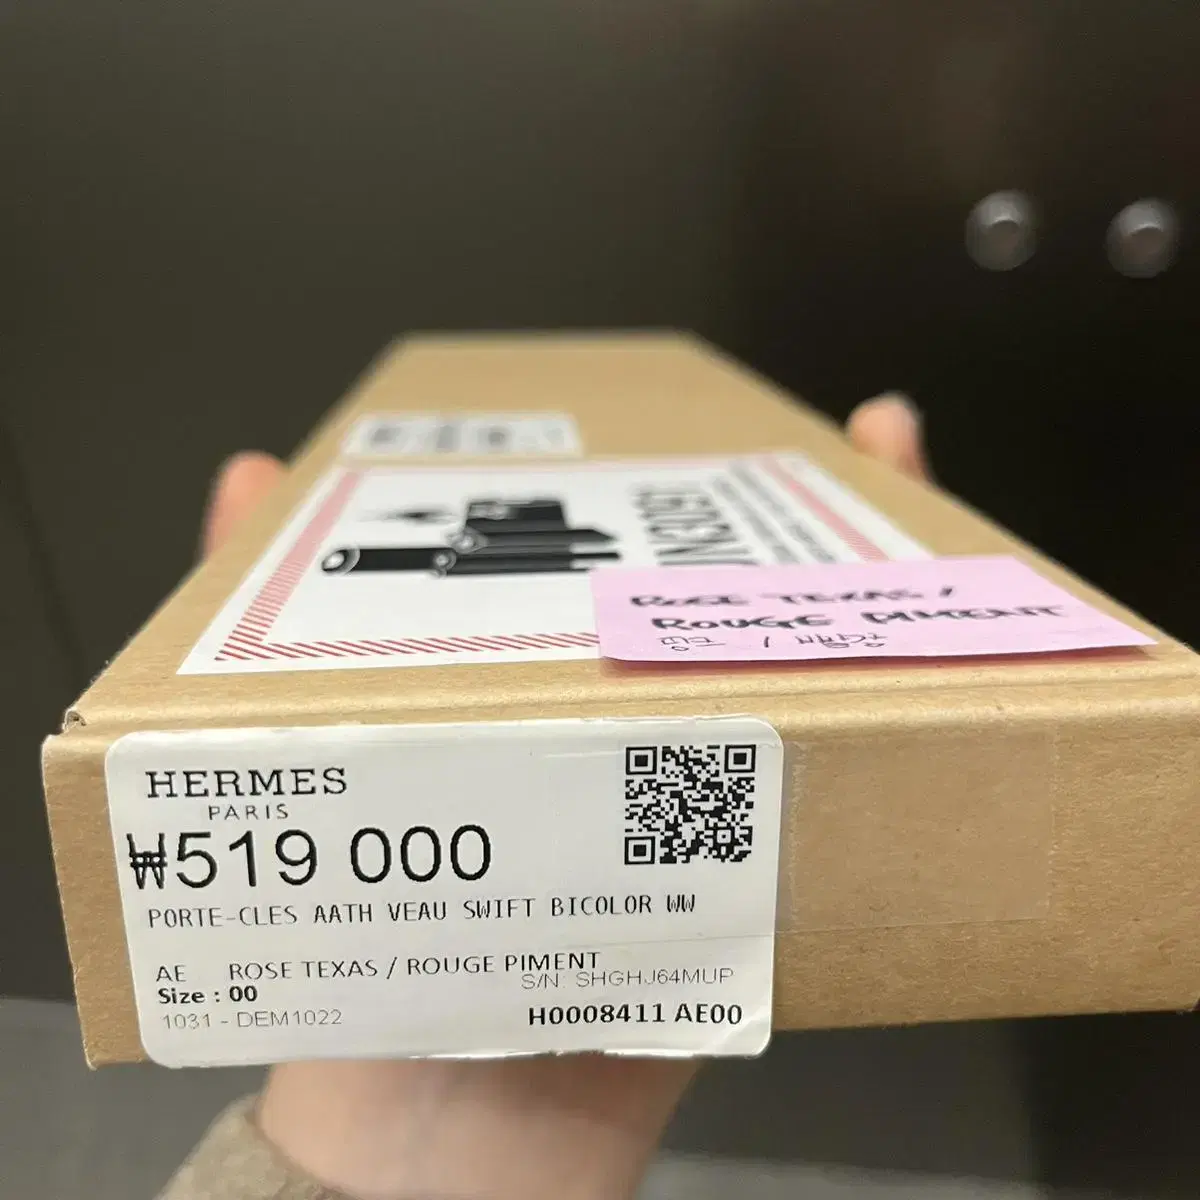 ROSE TEXAS /
ROUGE PIMENT
HERMES
PARIS
₩519 000
PORTE-CLES AATH VEAU SWIFT BICOLOR WW
AE ROSE TEXAS / ROUGE PIMENT
S/N: SHGHJ64MUP
Size : 00
1031 - DEM1022
H0008411 AE00